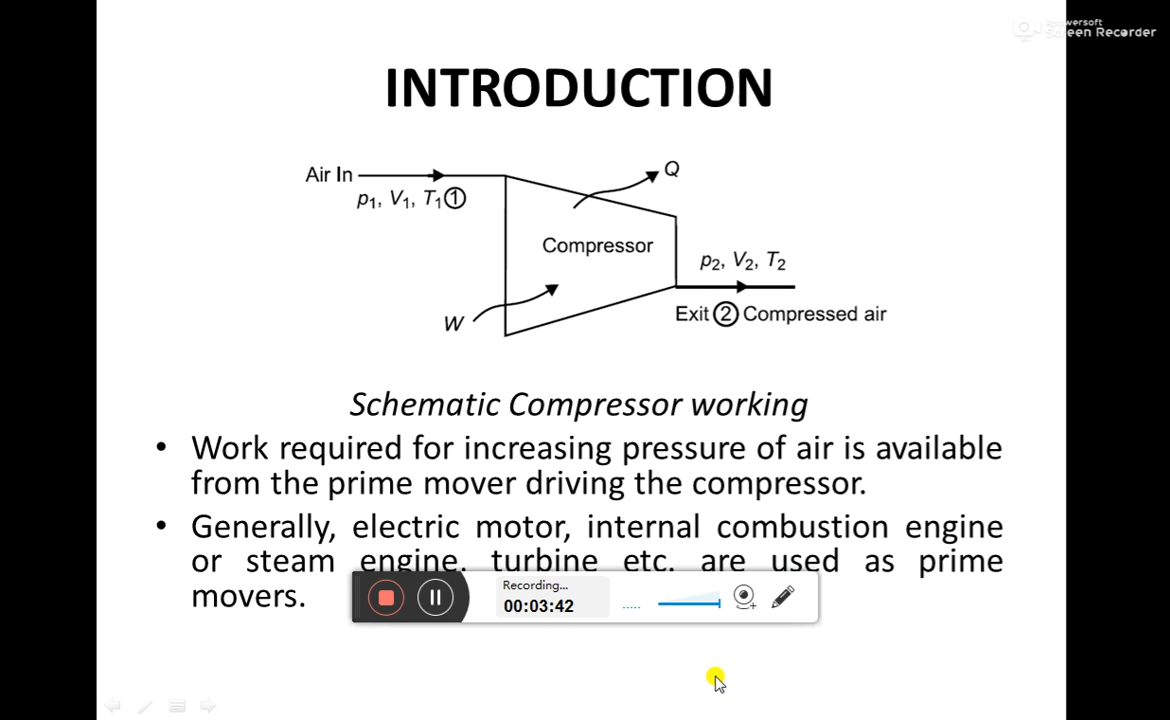 Apowersoft
Screen Recorder
INTRODUCTION
Air In
p1, V1, T1 ①
Q
Compressor
p2, V2, T2
W
Exit ② Compressed air
Schematic Compressor working
• Work required for increasing pressure of air is available
from the prime mover driving the compressor.
• Generally, electric motor, internal combustion engine
or steam engine, turbine etc. are used as prime
movers.
Recording...
00:03:42